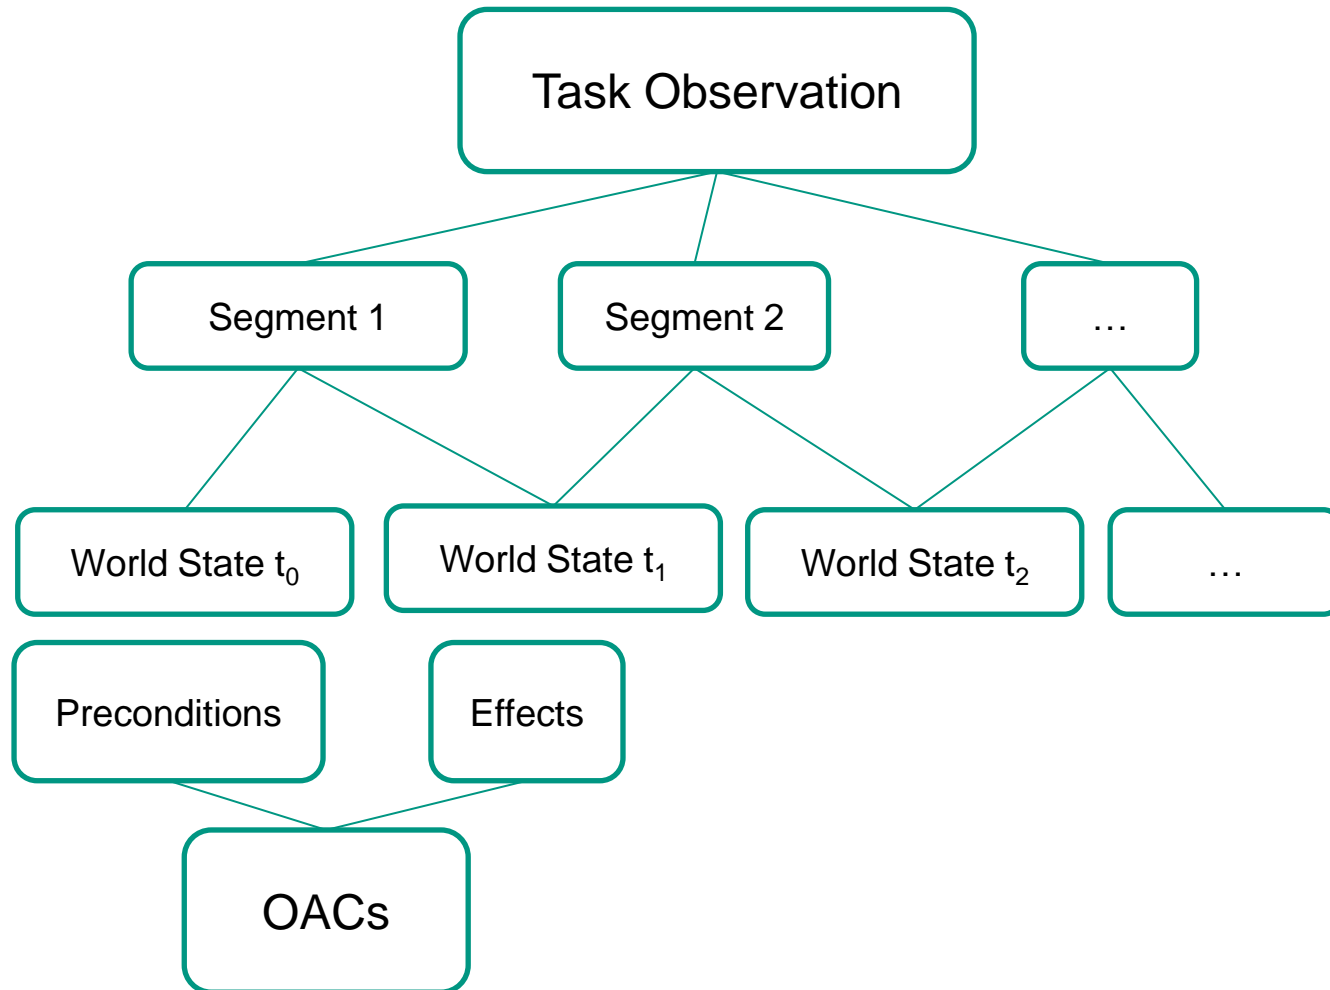 Task Observation
Segment 1
Segment 2
…
World State t₀
World State t₁
World State t₂
…
Preconditions
Effects
OACs